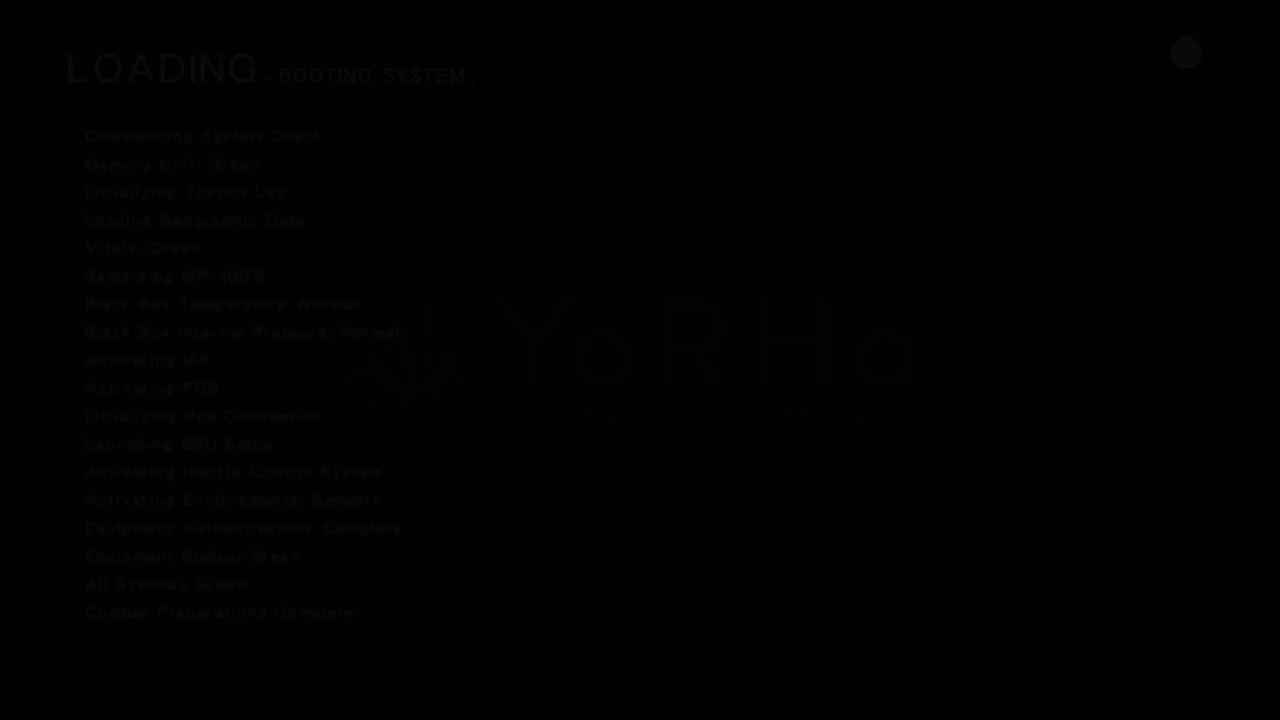 LOADING - BOOTING SYSTEM.
Commencing System Check
Memory Unit: Green
Initializing Tactics Log
Loading Geographic Data
Vitals: Green
Remaining MP: 100%
Black Box Temperature: Normal
Black Box Internal Pressure: Normal
YoRHa
Activating IFF
Activating FCS
Initializing Pod Connection
Launching DBU Setup
Activating Inertia Control System
Activating Environmental Sensors
Equipment Authentication: Complete
Equipment Status: Green
All Systems Green
Combat Preparations Complete